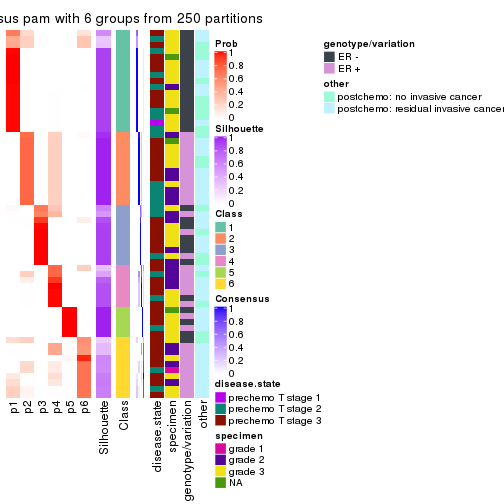 sus pam with 6 groups from 250 partitions
Prob
1
0.8
0.6
0.4
0.2
0
Silhouette
1
0.8
0.6
0.4
0.2
0
Class
1
2
3
4
5
6
Consensus
1
0.8
0.6
0.4
0.2
0
disease.state
prechemo T stage 1
prechemo T stage 2
prechemo T stage 3
specimen
grade 1
grade 2
grade 3
NA
genotype/variation
ER -
ER +
other
postchemo: no invasive cancer
postchemo: residual invasive cancer
p1
p2
p3
p4
p5
p6
Silhouette
Class
disease.state
specimen
genotype/variation
other